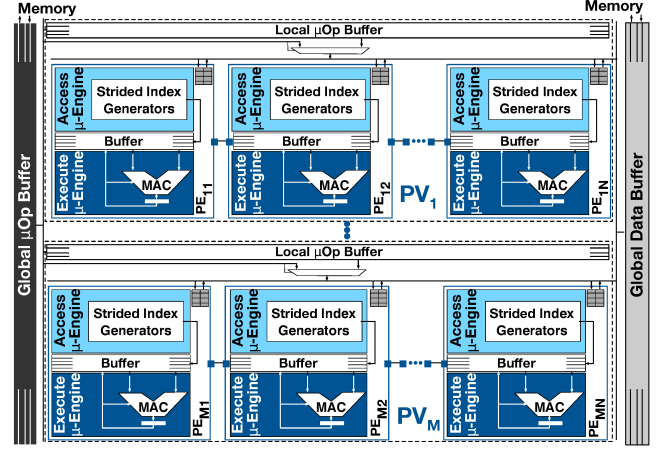 Memory
Memory
Global μOp Buffer
Global Data Buffer
Local μOp Buffer
Access
μ-Engine
Strided Index
Generators
Buffer
Execute
μ-Engine
MAC
PE11
Access
μ-Engine
Strided Index
Generators
Buffer
Execute
μ-Engine
MAC
PE12
PV1
Access
μ-Engine
Strided Index
Generators
Buffer
Execute
μ-Engine
MAC
PE1N
Local μOp Buffer
Access
μ-Engine
Strided Index
Generators
Buffer
Execute
μ-Engine
MAC
PEM1
Access
μ-Engine
Strided Index
Generators
Buffer
Execute
μ-Engine
MAC
PEM2
PVM
Access
μ-Engine
Strided Index
Generators
Buffer
Execute
μ-Engine
MAC
PEMN